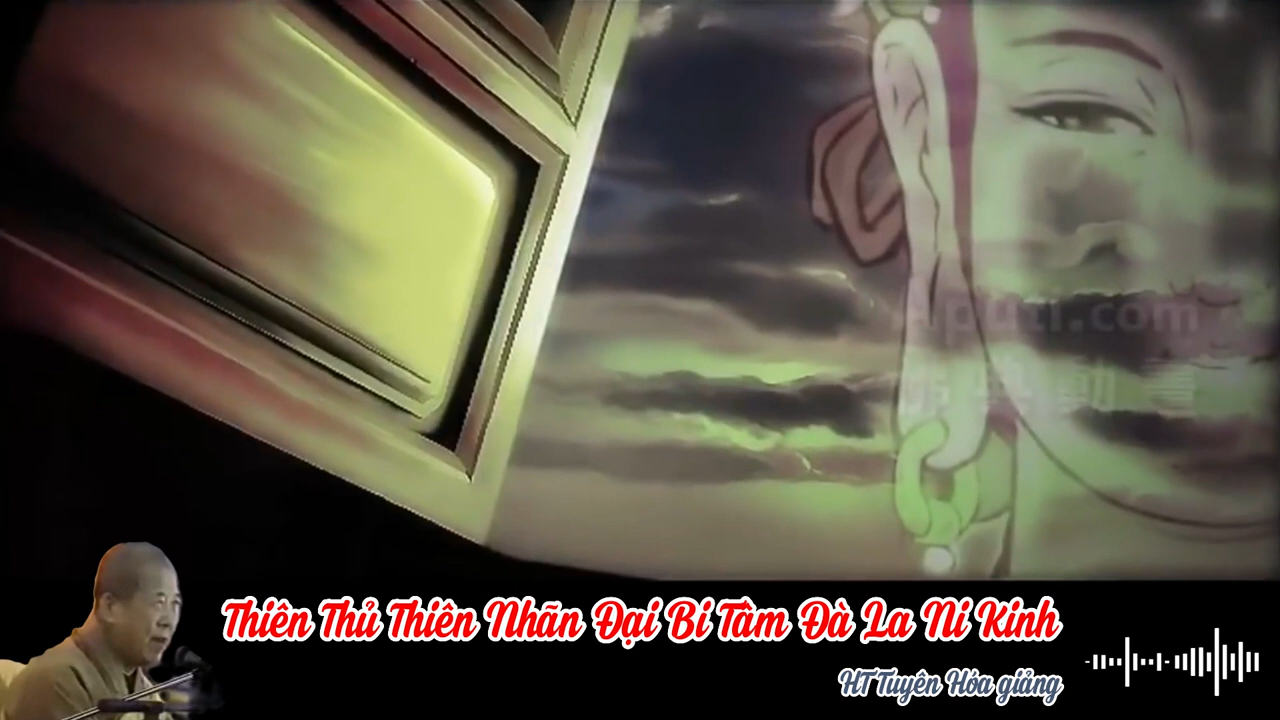 Thiên Thủ Thiên Nhãn Đại Bi Tâm Đà La Ni Kinh
HT Tuyên Hóa giảng